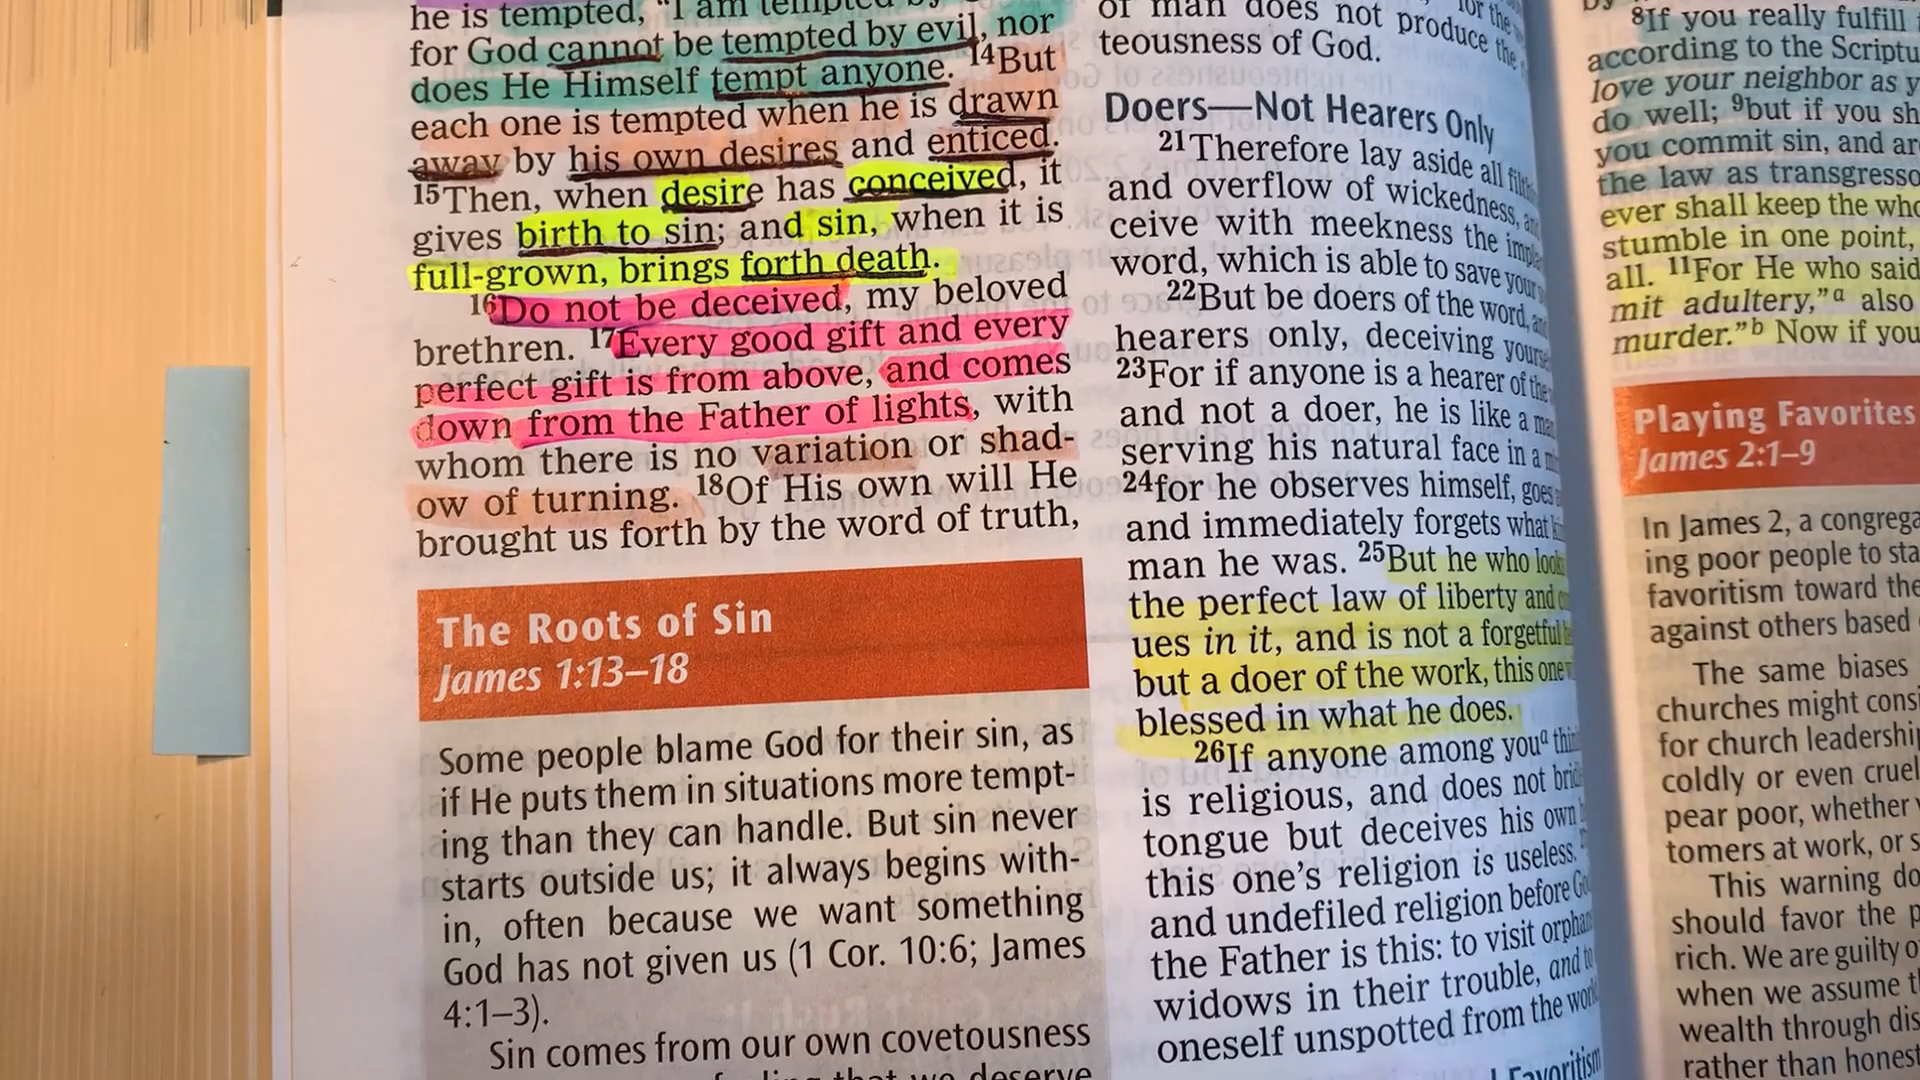 he is tempted, "I am tempted by
for God cannot be tempted by evil, nor
does He Himself tempt anyone. 14But
each one is tempted when he is drawn
away by his own desires and enticed.
15Then, when desire has conceived, it
gives birth to sin; and sin, when it is
full-grown, brings forth death.
16Do not be deceived, my beloved
brethren. 17Every good gift and every
perfect gift is from above, and comes
down from the Father of lights, with
whom there is no variation or shad-
ow of turning. 18Of His own will He
brought us forth by the word of truth,
The Roots of Sin
James 1:13–18
Some people blame God for their sin, as
if He puts them in situations more tempt-
ing than they can handle. But sin never
starts outside us; it always begins with-
in, often because we want something
God has not given us (1 Cor. 10:6; James
4:1–3).
Sin comes from our own covetousness
that we deserve
of man does not produce the
teousness of God.
Doers—Not Hearers Only
21Therefore lay aside all
and overflow of wickedness,
ceive with meekness the
word, which is able to save
22But be doers of the word,
hearers only, deceiving
23For if anyone is a hearer of the
and not a doer, he is like a
serving his natural face in a
24for he observes himself, goes
and immediately forgets what
man he was. 25But he who
the perfect law of liberty and
ues in it, and is not a forgetful
but a doer of the work, this one
blessed in what he does.
26If anyone among youa
is religious, and does not
tongue but deceives his own
this one's religion is useless.
and undefiled religion before
the Father is this: to visit
widows in their trouble, and
oneself unspotted from the
8If you really fulfill
according to the
love your neighbor as
do well; 9but if you
you commit sin, and
the law as
ever shall keep the
stumble in one point,
all. 11For He who said
mit adultery,"a also
murder."b Now if you
Playing Favorites
James 2:1–9
In James 2, a
ing poor people to
favoritism toward the
against others based
The same biases
churches might
for church
coldly or even
pear poor, whether
tomers at work, or
This warning
should favor the
rich. We are guilty
when we assume
wealth through
rather than